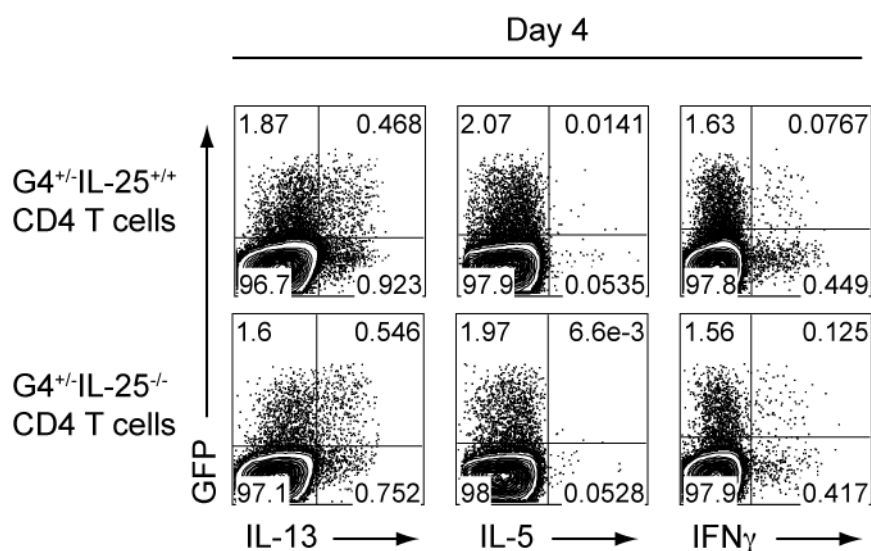 Day 4
G4+/-IL-25+/+
CD4 T cells
1.87 0.468
96.7 0.923
2.07 0.0141
97.9 0.0535
1.63 0.0767
97.8 0.449
G4+/-IL-25-/-
CD4 T cells
1.6 0.546
97.1 0.752
1.97 6.6e-3
98 0.0528
1.56 0.125
97.9 0.417
GFP
IL-13
IL-5
IFNγ